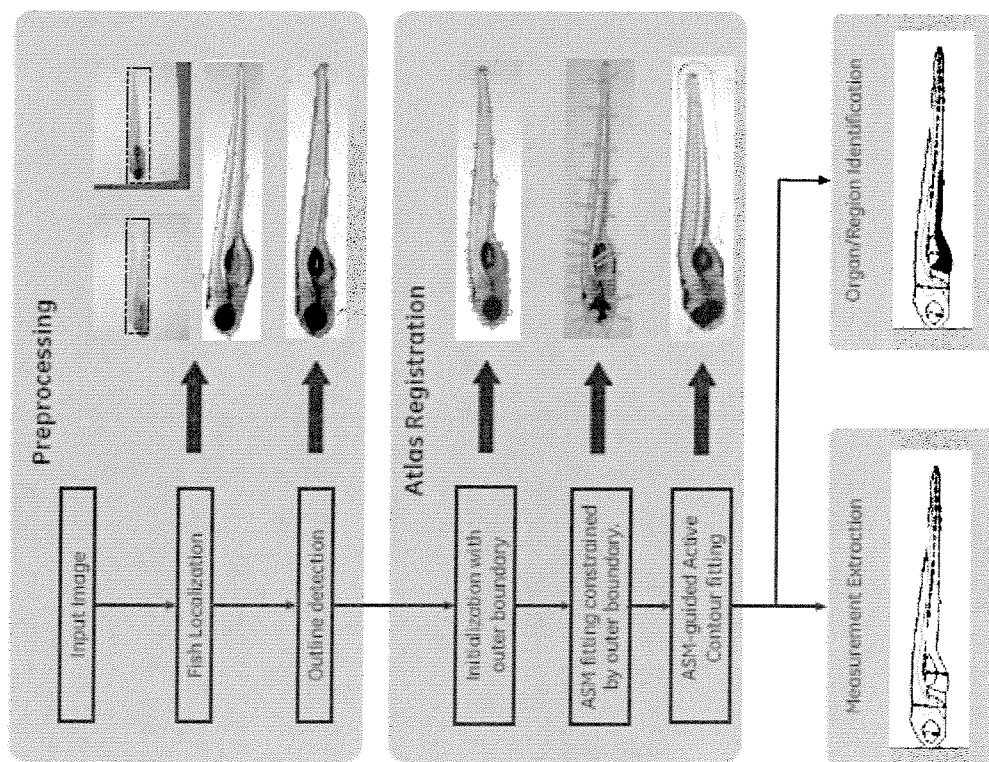 Preprocessing
Input Image
Fish Localization
Outline detection
Atlas Registration
Initialization with
outer boundary
ASM fitting constrained
by outer boundary.
ASM-guided Active
Contour fitting
Measurement Extraction
Organ/Region Identification